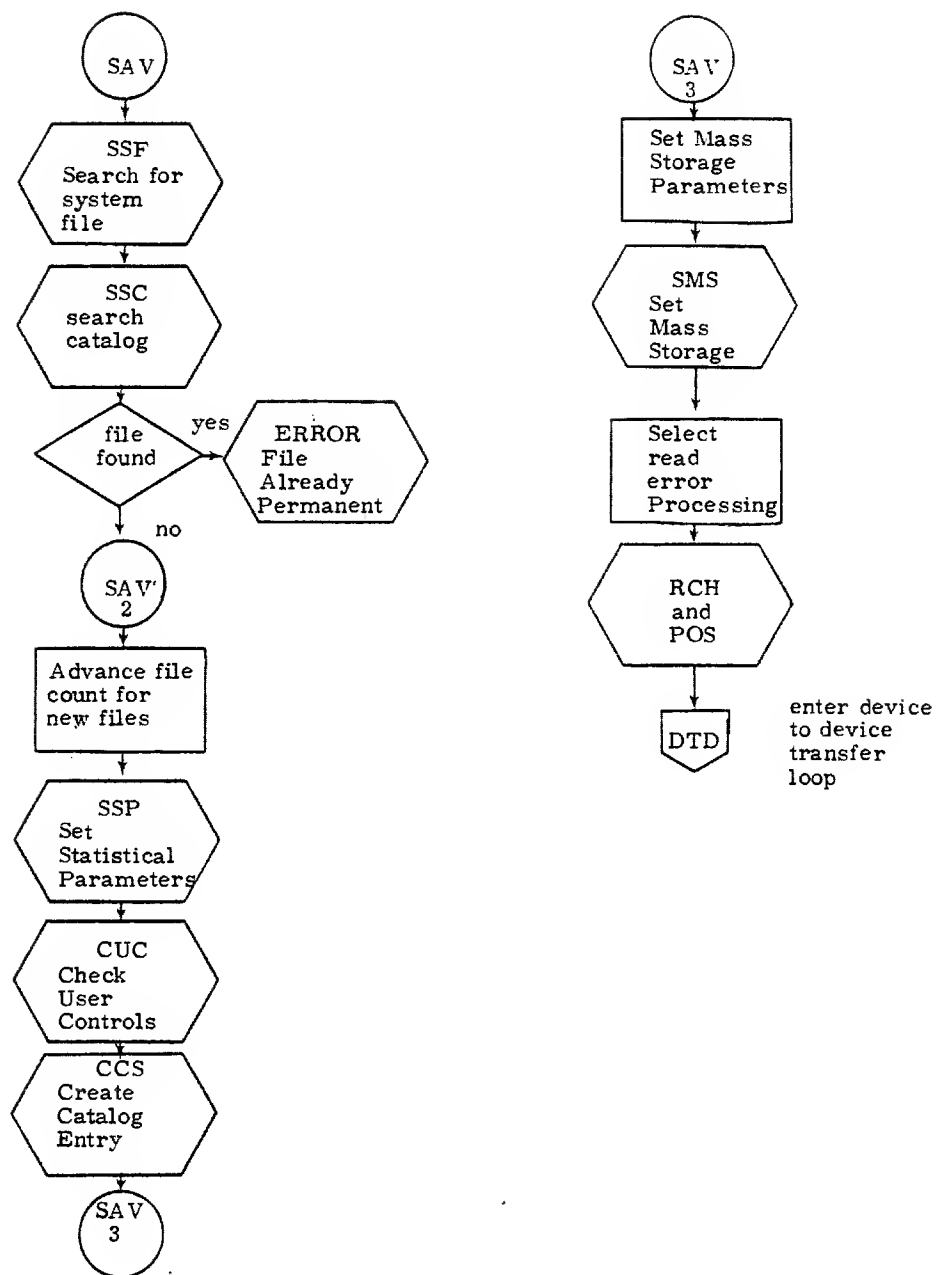 SAV
SSF
Search for
system
file
SSC
search
catalog
file
found
yes
ERROR
File
Already
Permanent
no
SAV'
2
Advance file
count for
new files
SSP
Set
Statistical
Parameters
CUC
Check
User
Controls
CCS
Create
Catalog
Entry
SAV
3
SAV
3
Set Mass
Storage
Parameters
SMS
Set
Mass
Storage
Select
read
error
Processing
RCH
and
POS
DTD
enter device
to device
transfer
loop